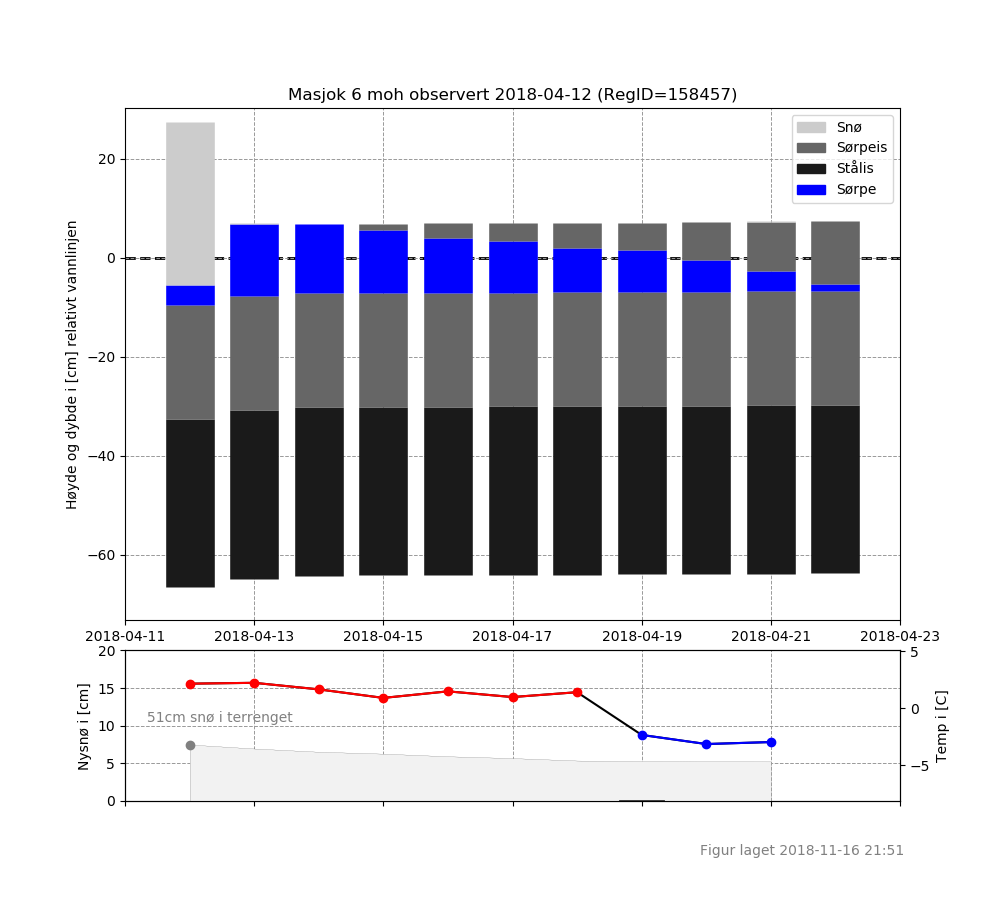 Masjok 6 moh observert 2018-04-12 (RegID=158457)
Høyde og dybde i [cm] relativt vannlinjen
20
0
−20
−40
−60
Snø
Sørpeis
Stålis
Sørpe
2018-04-11 2018-04-13 2018-04-15 2018-04-17 2018-04-19 2018-04-21 2018-04-23
Nysnø i [cm]
20
15
10
5
0
51cm snø i terrenget
5
0
−5
Temp i [C]
Figur laget 2018-11-16 21:51